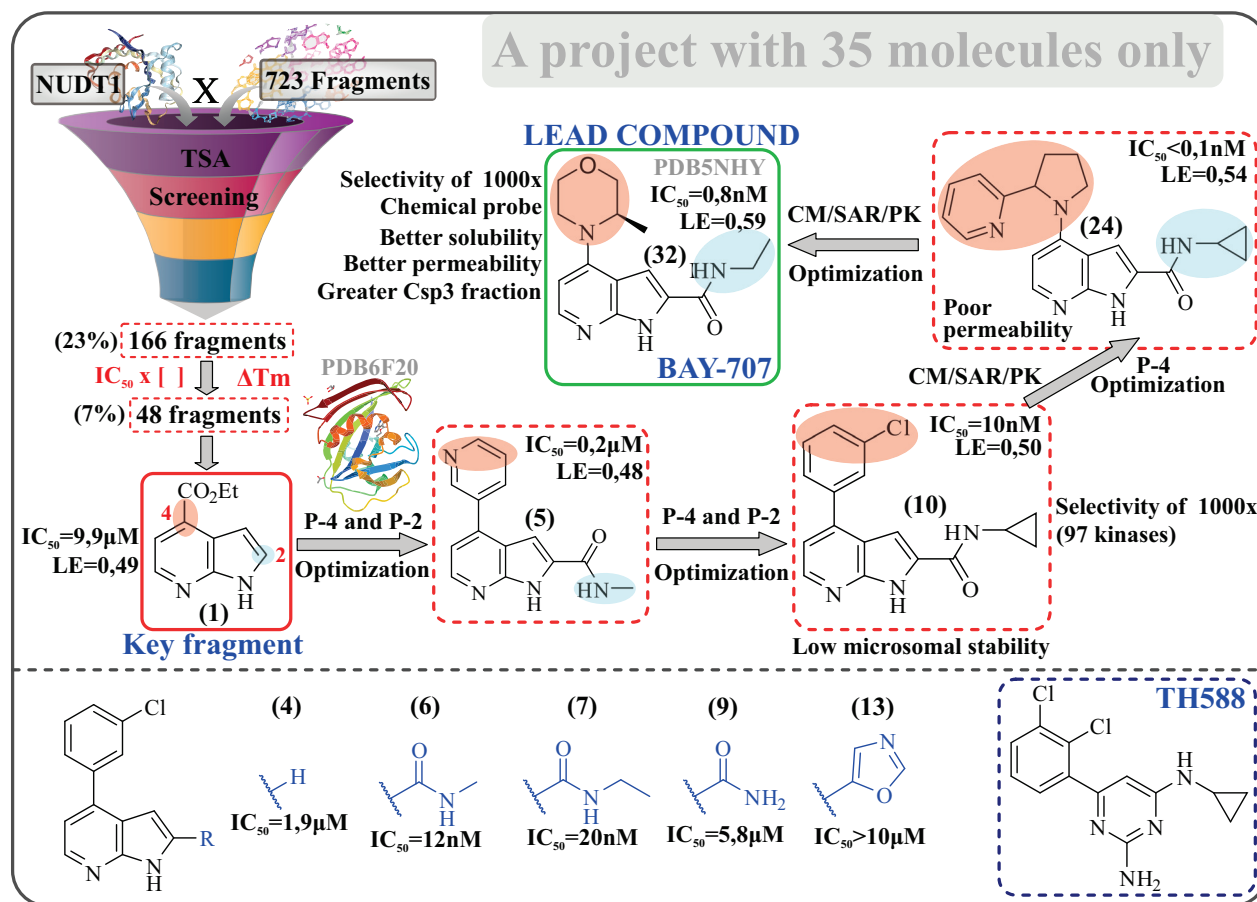 A project with 35 molecules only
NUDT1
X
723 Fragments
TSA
Screening
(23%) 166 fragments
IC50 x [ ]
ΔTm
(7%) 48 fragments
CO2Et
4
2
N
N
H
IC50=9,9µM
LE=0,49
(1)
Key fragment
PDB6F20
P-4 and P-2
Optimization
N
IC50=0,2µM
LE=0,48
(5)
O
HN
N
N
H
P-4 and P-2
Optimization
Cl
IC50=10nM
LE=0,50
(10)
HN
O
N
N
H
Selectivity of 1000x
(97 kinases)
Low microsomal stability
CM/SAR/PK
P-4
Optimization
IC50<0,1nM
LE=0,54
N
N
(24)
NH
O
N
N
H
Poor
permeability
CM/SAR/PK
Optimization
LEAD COMPOUND
PDB5NHY
IC50=0,8nM
LE=0,59
O
N
(32)
HN
O
N
N
H
BAY-707
Selectivity of 1000x
Chemical probe
Better solubility
Better permeability
Greater Csp3 fraction
Cl
R
N
N
H
(4)
H
IC50=1,9µM
(6)
O
N
H
IC50=12nM
(7)
O
N
H
IC50=20nM
(9)
O
NH2
IC50=5,8µM
(13)
N
O
IC50>10µM
TH588
Cl
Cl
NH
N
N
NH2